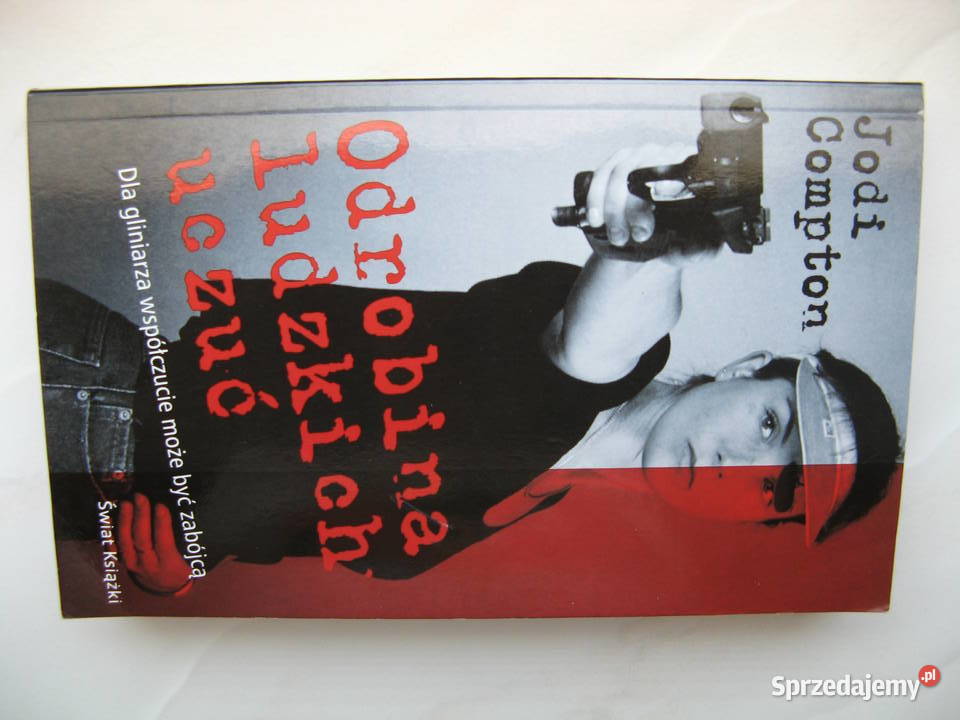 Jodi
Compton
Odrobina
ludzkich
uczuć
Dla gliniarza współczucie może być zabójcą
Świat Książki
Sprzedajemy.pl